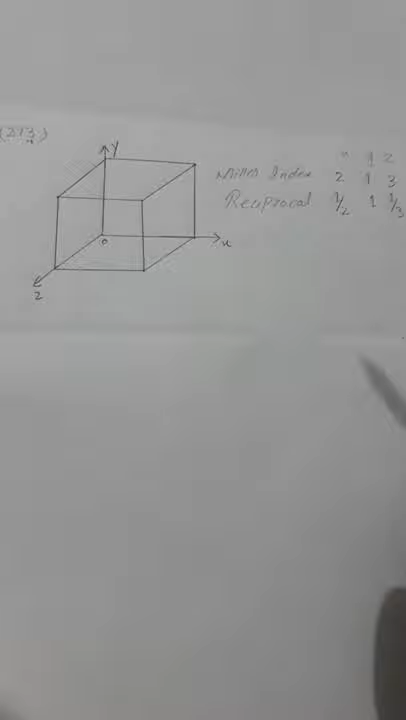 (213)
y
x y z
Miller Index 2 1 3
Reciprocal 1/2 1 1/3
o
x
z